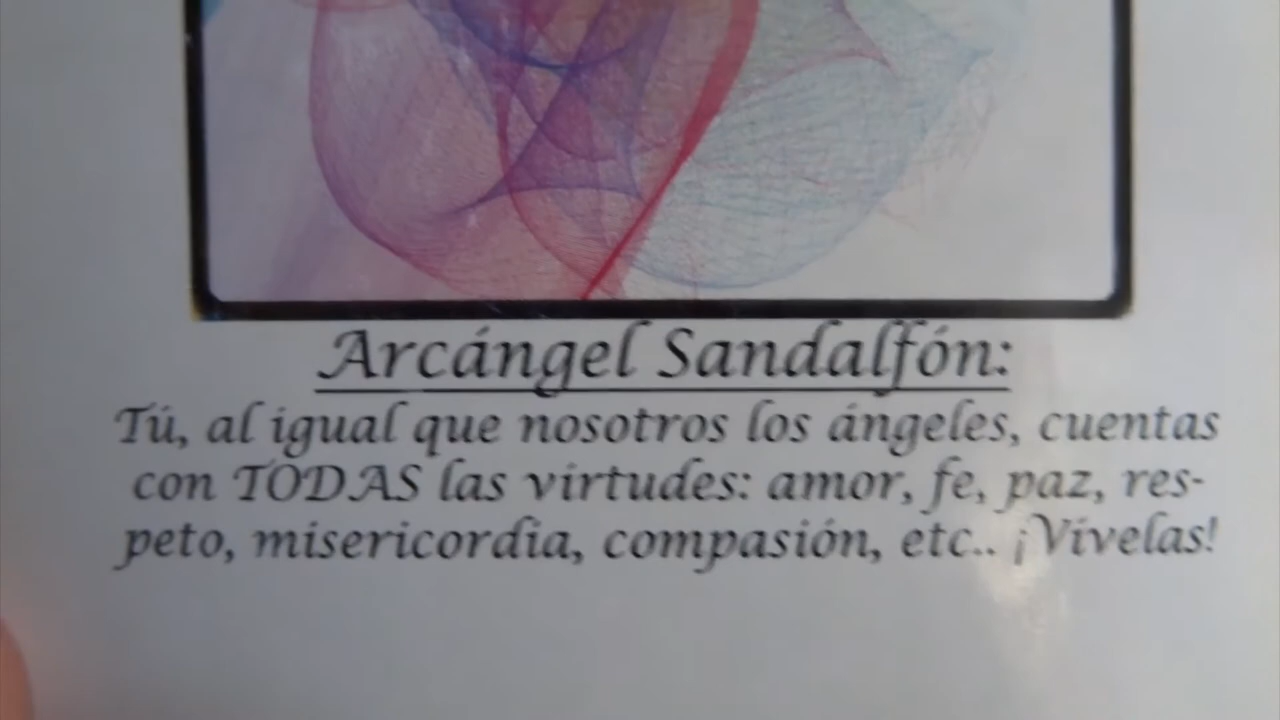 Arcángel Sandalfón:
Tú, al igual que nosotros los ángeles, cuentas
con TODAS las virtudes: amor, fe, paz, res-
peto, misericordia, compasión, etc.. ¡Vívelas!